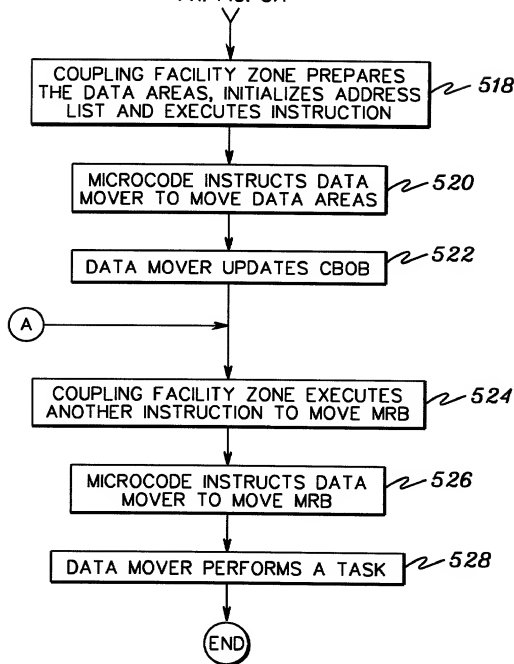 COUPLING FACILITY ZONE PREPARES
THE DATA AREAS, INITIALIZES ADDRESS
LIST AND EXECUTES INSTRUCTION
518
MICROCODE INSTRUCTS DATA
MOVER TO MOVE DATA AREAS
520
DATA MOVER UPDATES CBOB
522
A
COUPLING FACILITY ZONE EXECUTES
ANOTHER INSTRUCTION TO MOVE MRB
524
MICROCODE INSTRUCTS DATA
MOVER TO MOVE MRB
526
DATA MOVER PERFORMS A TASK
528
END